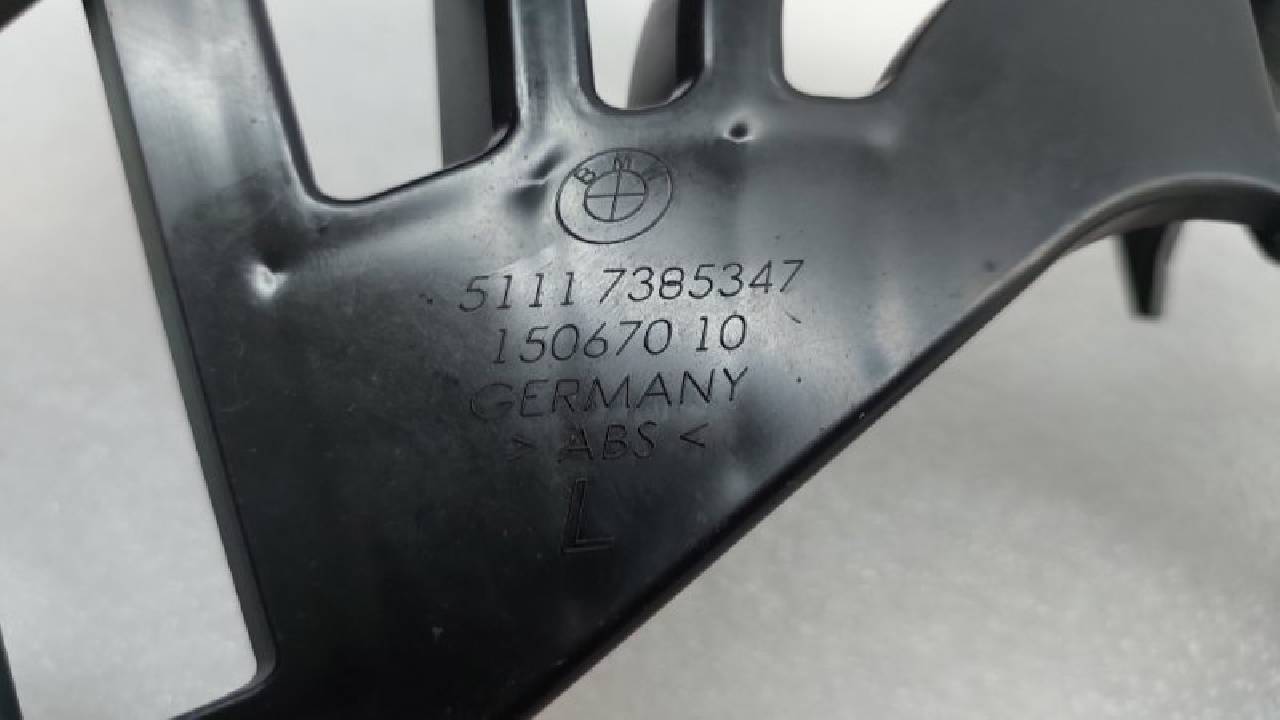 BMW
5111 7385347
150670 10
GERMANY
> ABS <
L